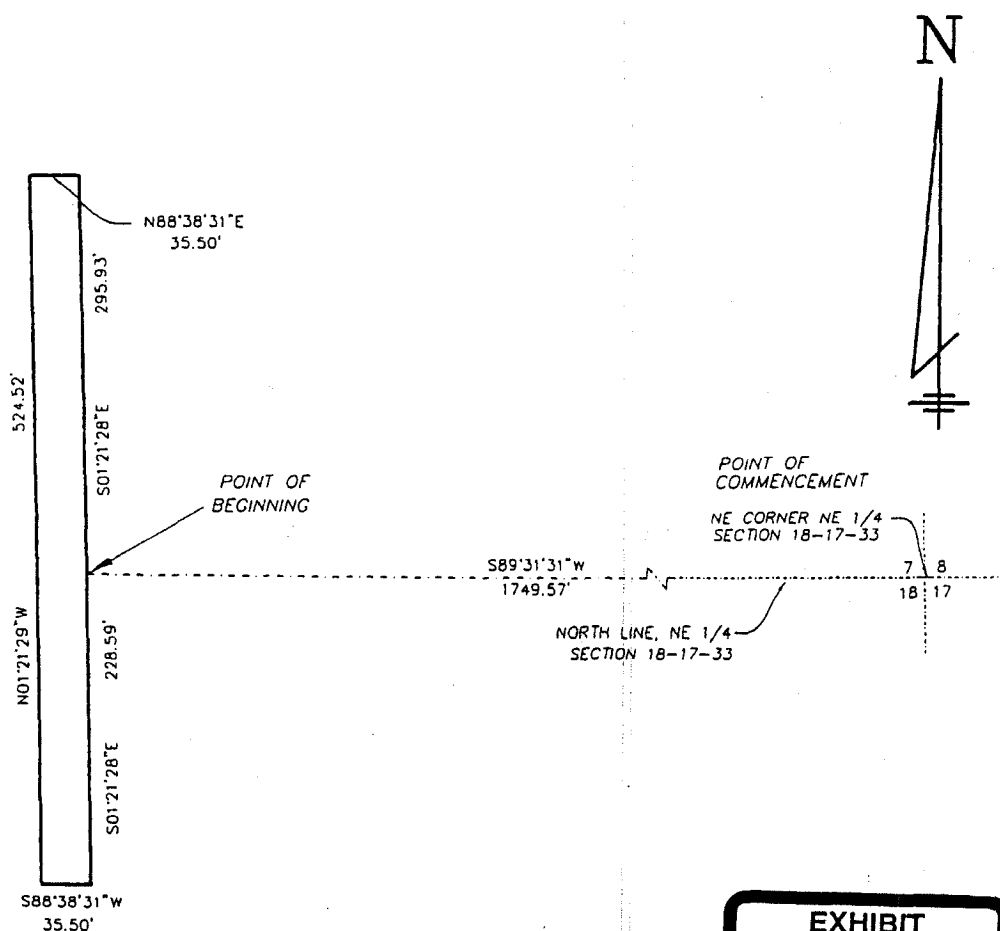 N
N88°38'31"E
35.50'
295.93'
524.52'
S01°21'28"E
POINT OF
BEGINNING
POINT OF
COMMENCEMENT
NE CORNER NE 1/4
SECTION 18-17-33
7 8
18 17
S89°31'31"W
1749.57'
NORTH LINE, NE 1/4
SECTION 18-17-33
N01°21'29"W
228.59'
S01°21'28"E
S88°38'31"W
35.50'
EXHIBIT